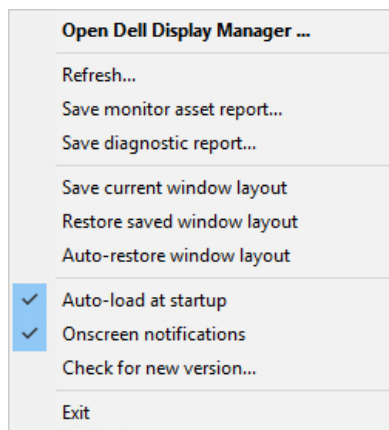 Open Dell Display Manager ...
Refresh...
Save monitor asset report...
Save diagnostic report...
Save current window layout
Restore saved window layout
Auto-restore window layout
Auto-load at startup
Onscreen notifications
Check for new version...
Exit